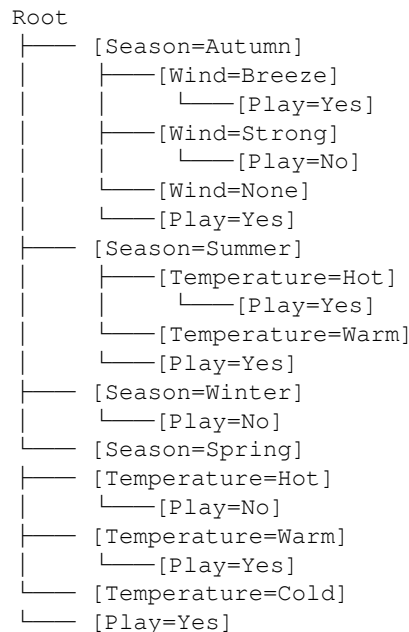 Root
├─── [Season=Autumn]
│    ├───[Wind=Breeze]
│    │    └───[Play=Yes]
│    ├───[Wind=Strong]
│    │    └───[Play=No]
│    └───[Wind=None]
│    └───[Play=Yes]
├─── [Season=Summer]
│    ├───[Temperature=Hot]
│    │    └───[Play=Yes]
│    └───[Temperature=Warm]
│    └───[Play=Yes]
├─── [Season=Winter]
│    └───[Play=No]
└─── [Season=Spring]
├─── [Temperature=Hot]
│    └───[Play=No]
├─── [Temperature=Warm]
│    └───[Play=Yes]
└─── [Temperature=Cold]
└─── [Play=Yes]